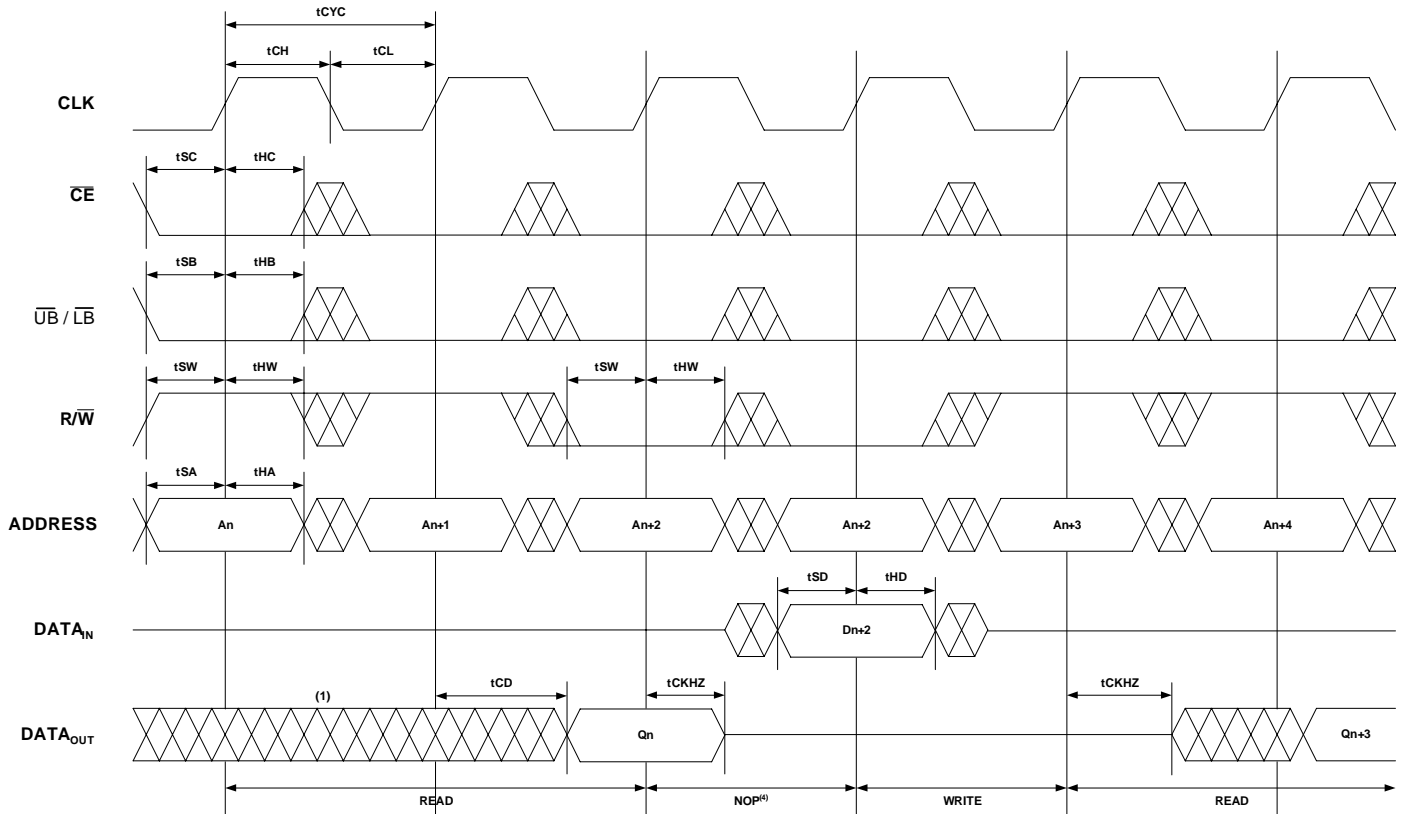 tCYC
tCH tCL
CLK
tSC tHC
CE
tSB tHB
UB / LB
tSW tHW tSW tHW
R/W
tSA tHA
ADDRESS An An+1 An+2 An+2 An+3 An+4
tSD tHD
DATAIN Dn+2
tCD tCKHZ tCKHZ
(1)
DATAOUT Qn Qn+3
READ NOP(4) WRITE READ